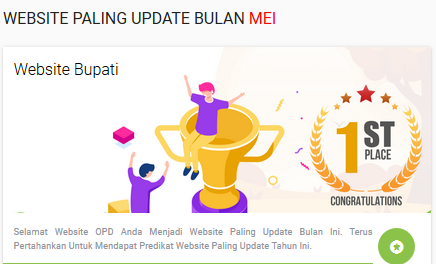 WEBSITE PALING UPDATE BULAN MEI
Website Bupati
1ST
PLACE
CONGRATULATIONS
Selamat Website OPD Anda Menjadi Website Paling Update Bulan Ini. Terus
Pertahankan Untuk Mendapat Predikat Website Paling Update Tahun Ini.